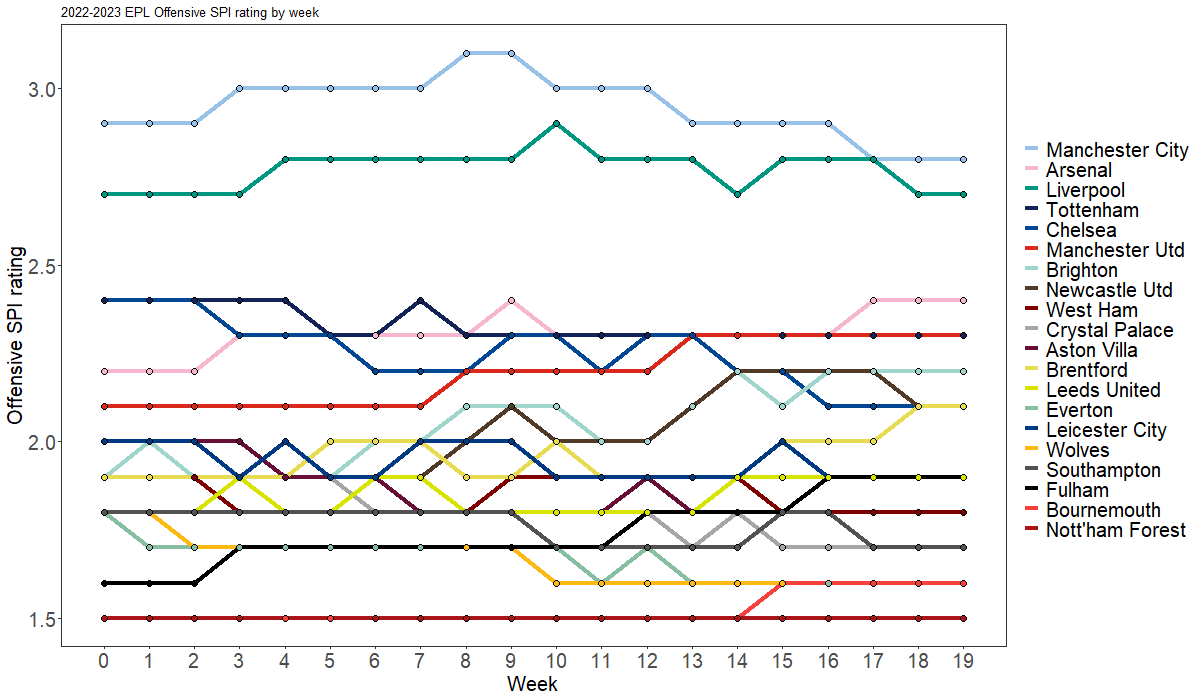 2022-2023 EPL Offensive SPI rating by week
3.0
2.5
2.0
1.5
Offensive SPI rating
0 1 2 3 4 5 6 7 8 9 10 11 12 13 14 15 16 17 18 19
Week
Manchester City
Arsenal
Liverpool
Tottenham
Chelsea
Manchester Utd
Brighton
Newcastle Utd
West Ham
Crystal Palace
Aston Villa
Brentford
Leeds United
Everton
Leicester City
Wolves
Southampton
Fulham
Bournemouth
Nott'ham Forest